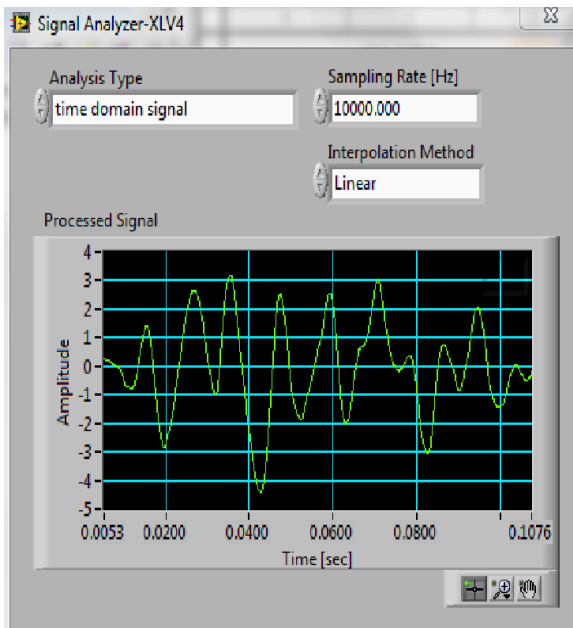 Signal Analyzer-XLV4
Analysis Type
time domain signal
Sampling Rate [Hz]
10000.000
Interpolation Method
Linear
Processed Signal
4
3
2
1
0
-1
-2
-3
-4
-5
Amplitude
0.0053 0.0200 0.0400 0.0600 0.0800 0.1076
Time [sec]